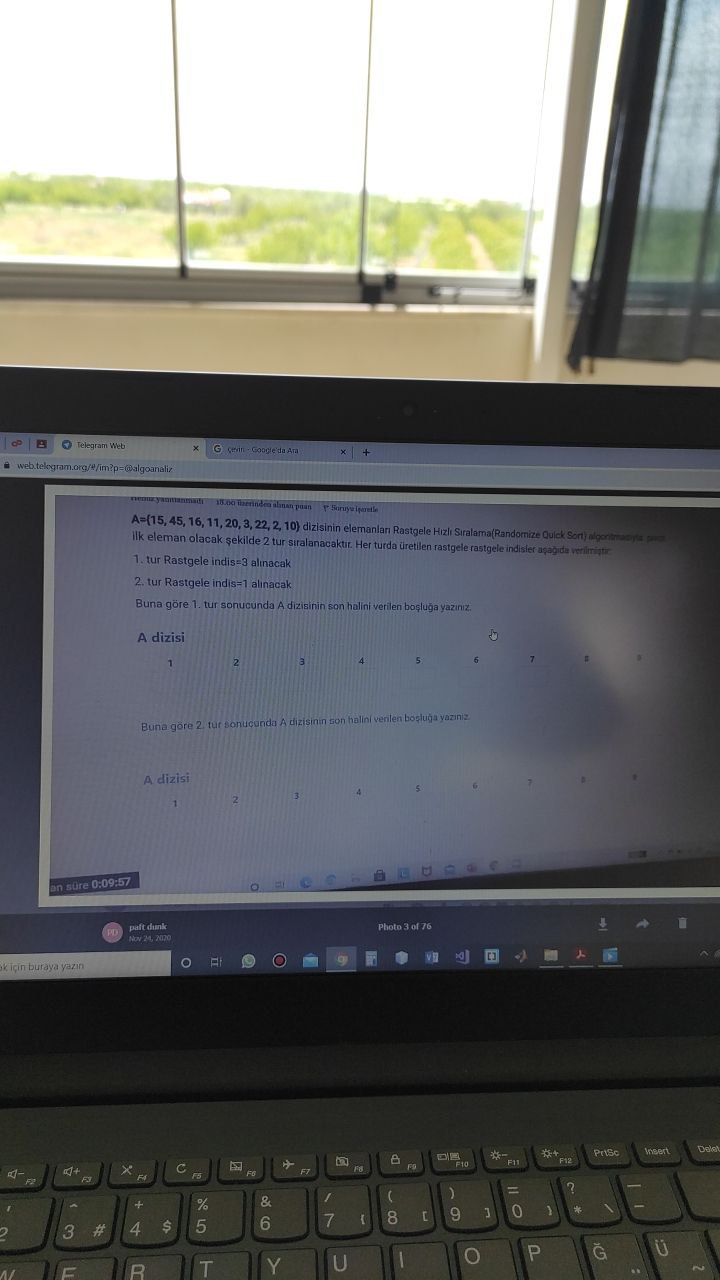 Telegram Web
çeviri - Google'da Ara
web.telegram.org/#/im?p=@algoanaliz
Henüz yanıtlanmadı 18,00 üzerinden alınan puan Soruyu işaretle
A={15, 45, 16, 11, 20, 3, 22, 2, 10} dizisinin elemanları Rastgele Hızlı Sıralama(Randomize Quick Sort) algoritmasıyla, pivot
ilk eleman olacak şekilde 2 tur sıralanacaktır. Her turda üretilen rastgele rastgele indisler aşağıda verilmiştir:
1. tur Rastgele indis=3 alınacak
2. tur Rastgele indis=1 alınacak
Buna göre 1. tur sonucunda A dizisinin son halini verilen boşluğa yazınız.
A dizisi
1 2 3 4 5 6 7 8 9
Buna göre 2. tur sonucunda A dizisinin son halini verilen boşluğa yazınız.
A dizisi
1 2 3 4 5 6 7 8 9
an süre 0:09:57
PD
paft dunk
Nov 24, 2020
Photo 3 of 76
ak için buraya yazın
F2 F3 F4 F5 F6 F7 F8 F9 F10 F11 F12 PrtSc Insert Delet
2 3 # + 4 $ % 5 & 6 / 7 { ( 8 [ ) 9 ] = 0 } ? * \ _ -
W E R T Y U I O P Ğ Ü ¨ ~